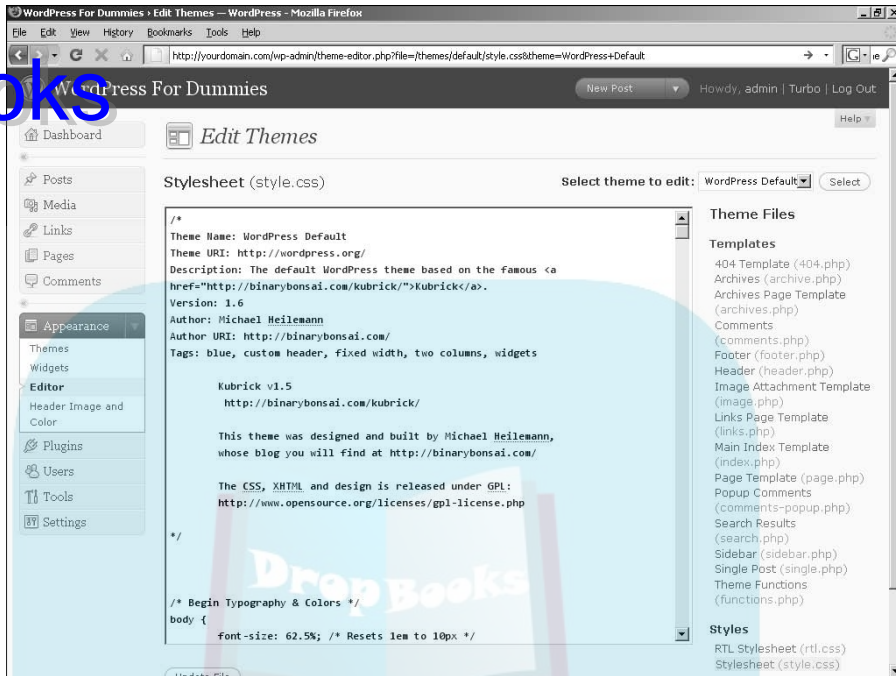 WordPress For Dummies › Edit Themes — WordPress - Mozilla Firefox
File Edit View History Bookmarks Tools Help
http://yourdomain.com/wp-admin/theme-editor.php?file=/themes/default/style.css&theme=WordPress+Default
WordPress For Dummies
New Post
Howdy, admin | Turbo | Log Out
oks
Help
Dashboard
Edit Themes
Posts
Media
Links
Pages
Comments
Appearance
Themes
Widgets
Editor
Header Image and
Color
Plugins
Users
Tools
Settings
Stylesheet (style.css)
Select theme to edit: WordPress Default Select
/*
Theme Name: WordPress Default
Theme URI: http://wordpress.org/
Description: The default WordPress theme based on the famous <a
href="http://binarybonsai.com/kubrick/">Kubrick</a>.
Version: 1.6
Author: Michael Heilemann
Author URI: http://binarybonsai.com/
Tags: blue, custom header, fixed width, two columns, widgets
Kubrick v1.5
http://binarybonsai.com/kubrick/
This theme was designed and built by Michael Heilemann,
whose blog you will find at http://binarybonsai.com/
The CSS, XHTML and design is released under GPL:
http://www.opensource.org/licenses/gpl-license.php
*/
/* Begin Typography & Colors */
body {
font-size: 62.5%; /* Resets 1em to 10px */
DropBooks
Update File
Theme Files
Templates
404 Template (404.php)
Archives (archive.php)
Archives Page Template
(archives.php)
Comments
(comments.php)
Footer (footer.php)
Header (header.php)
Image Attachment Template
(image.php)
Links Page Template
(links.php)
Main Index Template
(index.php)
Page Template (page.php)
Popup Comments
(comments-popup.php)
Search Results
(search.php)
Sidebar (sidebar.php)
Single Post (single.php)
Theme Functions
(functions.php)
Styles
RTL Stylesheet (rtl.css)
Stylesheet (style.css)